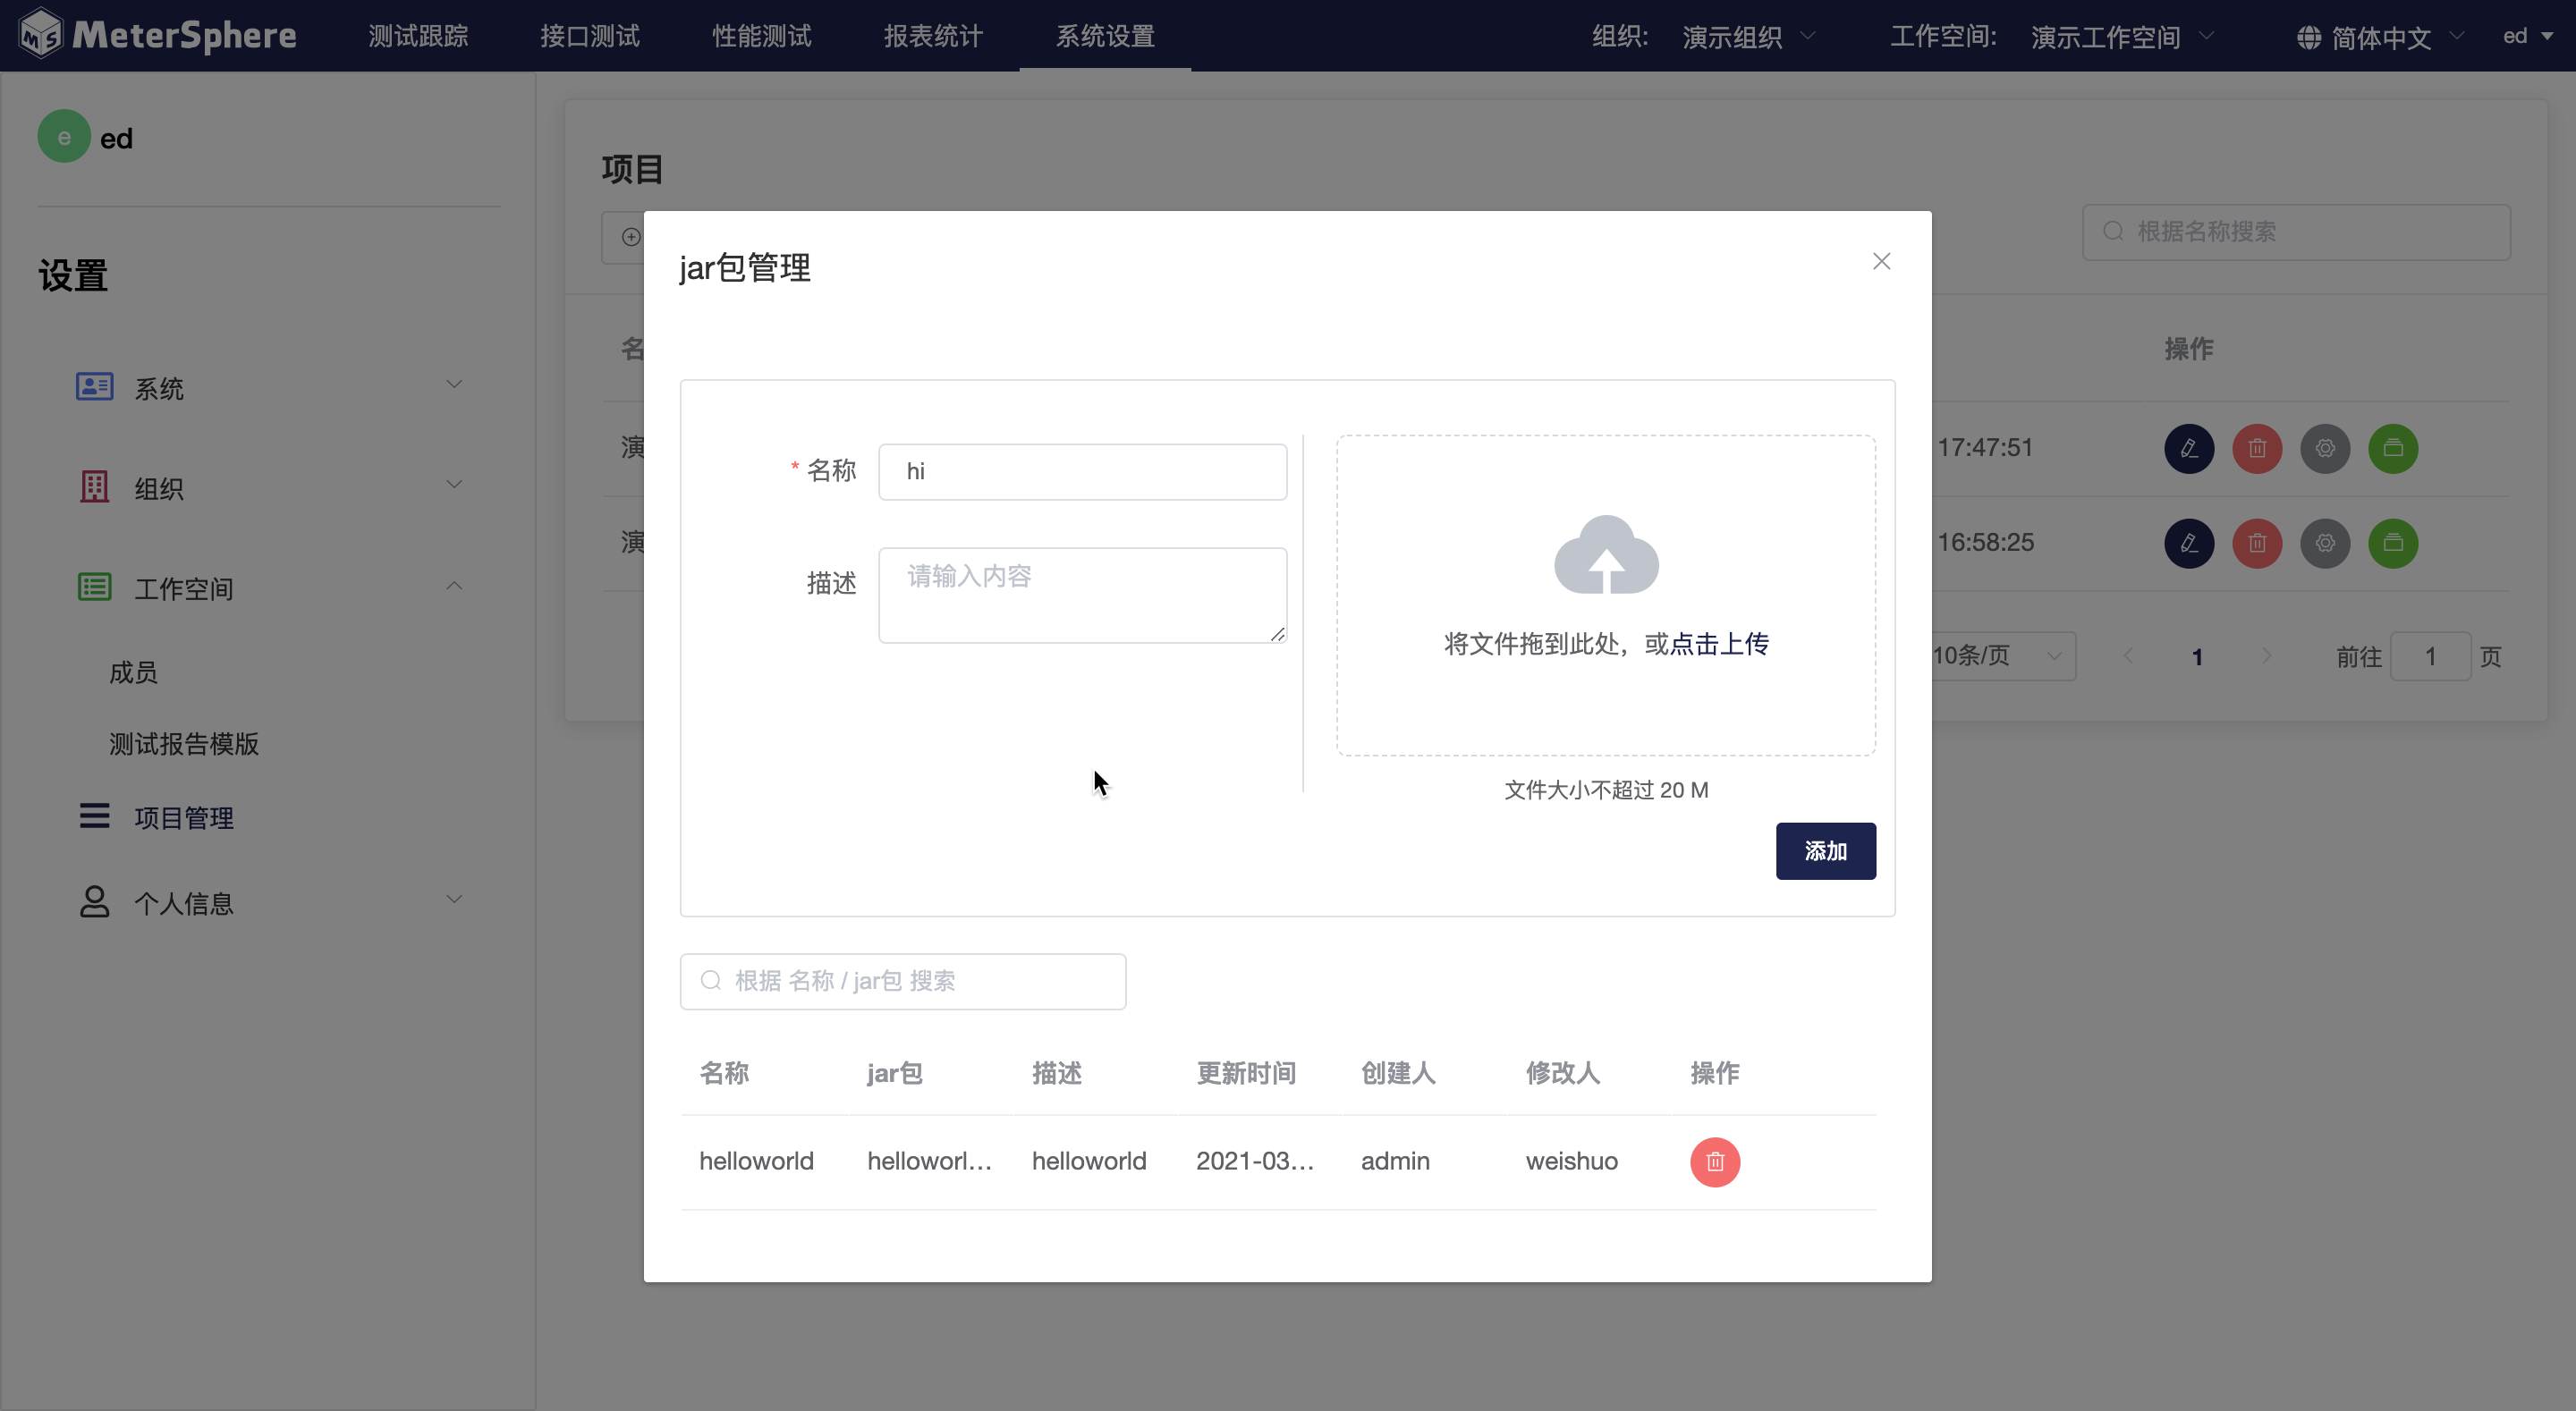 MeterSphere 测试跟踪 接口测试 性能测试 报表统计 系统设置 组织: 演示组织 工作空间: 演示工作空间 简体中文 ed
e ed
项目
根据名称搜索
设置
jar包管理
名 操作
系统
演 17:47:51
* 名称 hi
组织
演 16:58:25
描述 请输入内容
工作空间
将文件拖到此处，或点击上传
10条/页 1 前往 1 页
成员
测试报告模版
文件大小不超过 20 M
项目管理
添加
个人信息
根据 名称 / jar包 搜索
名称 jar包 描述 更新时间 创建人 修改人 操作
helloworld helloworl... helloworld 2021-03... admin weishuo